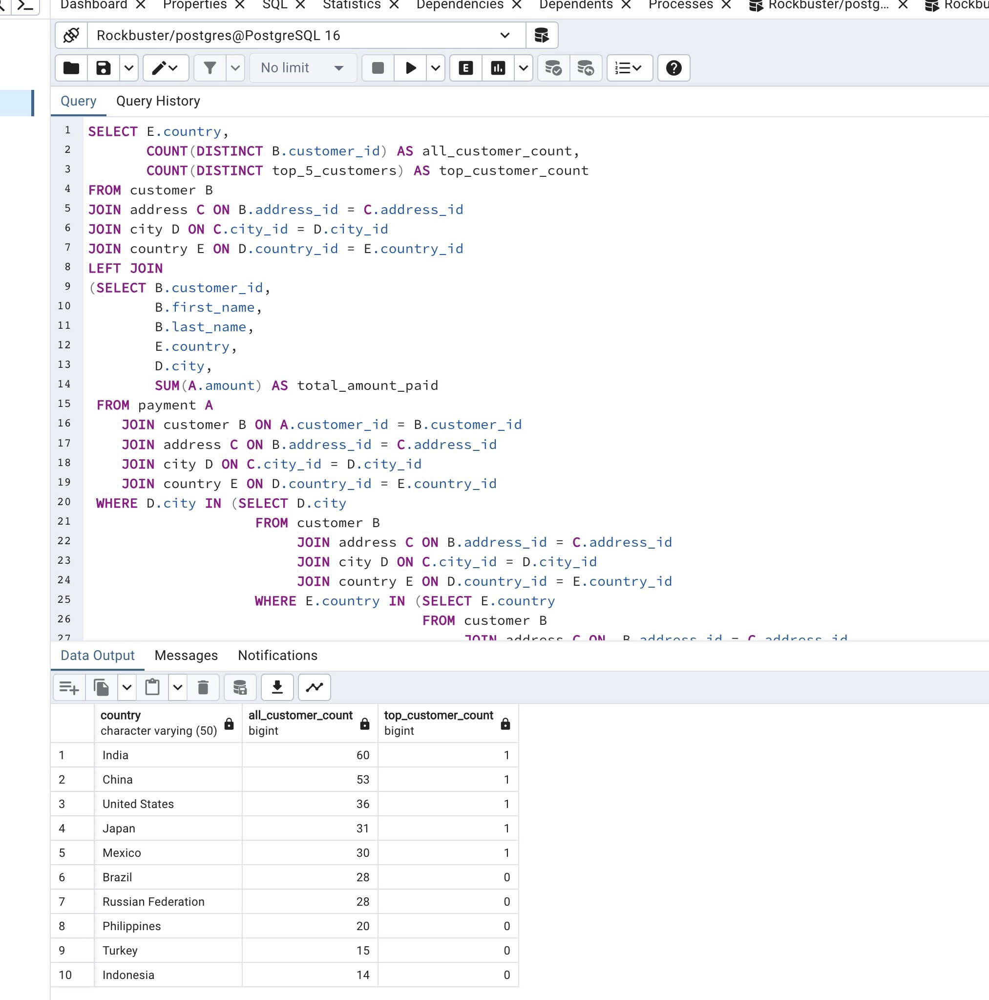 Dashboard Properties SQL Statistics Dependencies Dependents Processes Rockbuster/postg... Rockbu
Rockbuster/postgres@PostgreSQL 16
No limit
Query Query History
1 SELECT E.country,
2 COUNT(DISTINCT B.customer_id) AS all_customer_count,
3 COUNT(DISTINCT top_5_customers) AS top_customer_count
4 FROM customer B
5 JOIN address C ON B.address_id = C.address_id
6 JOIN city D ON C.city_id = D.city_id
7 JOIN country E ON D.country_id = E.country_id
8 LEFT JOIN
9 (SELECT B.customer_id,
10 B.first_name,
11 B.last_name,
12 E.country,
13 D.city,
14 SUM(A.amount) AS total_amount_paid
15 FROM payment A
16 JOIN customer B ON A.customer_id = B.customer_id
17 JOIN address C ON B.address_id = C.address_id
18 JOIN city D ON C.city_id = D.city_id
19 JOIN country E ON D.country_id = E.country_id
20 WHERE D.city IN (SELECT D.city
21 FROM customer B
22 JOIN address C ON B.address_id = C.address_id
23 JOIN city D ON C.city_id = D.city_id
24 JOIN country E ON D.country_id = E.country_id
25 WHERE E.country IN (SELECT E.country
26 FROM customer B
27 JOIN address C ON B.address_id = C.address_id
Data Output Messages Notifications
country all_customer_count top_customer_count
character varying (50) bigint bigint
1 India 60 1
2 China 53 1
3 United States 36 1
4 Japan 31 1
5 Mexico 30 1
6 Brazil 28 0
7 Russian Federation 28 0
8 Philippines 20 0
9 Turkey 15 0
10 Indonesia 14 0